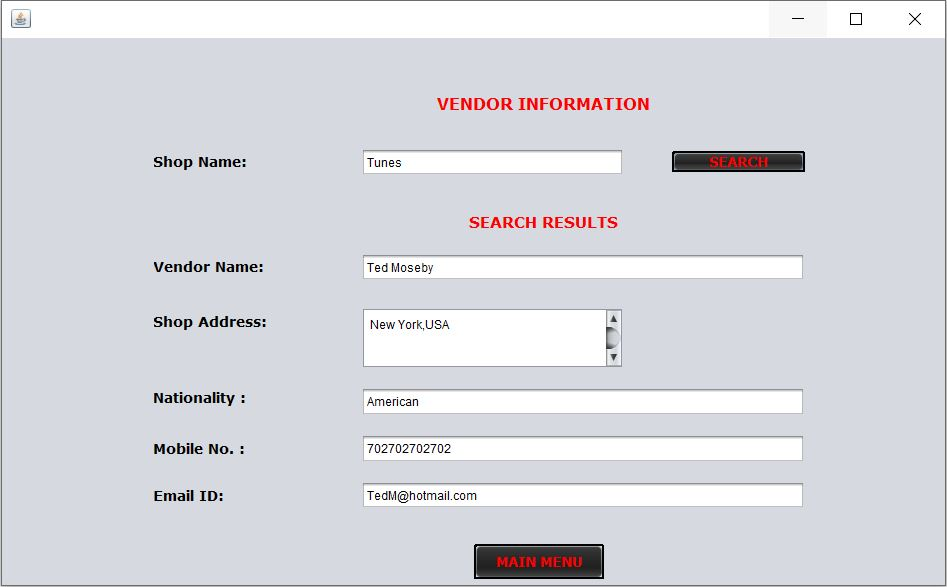 VENDOR INFORMATION
Shop Name: Tunes SEARCH
SEARCH RESULTS
Vendor Name: Ted Moseby
Shop Address: New York,USA
Nationality : American
Mobile No. : 702702702702
Email ID: TedM@hotmail.com
MAIN MENU